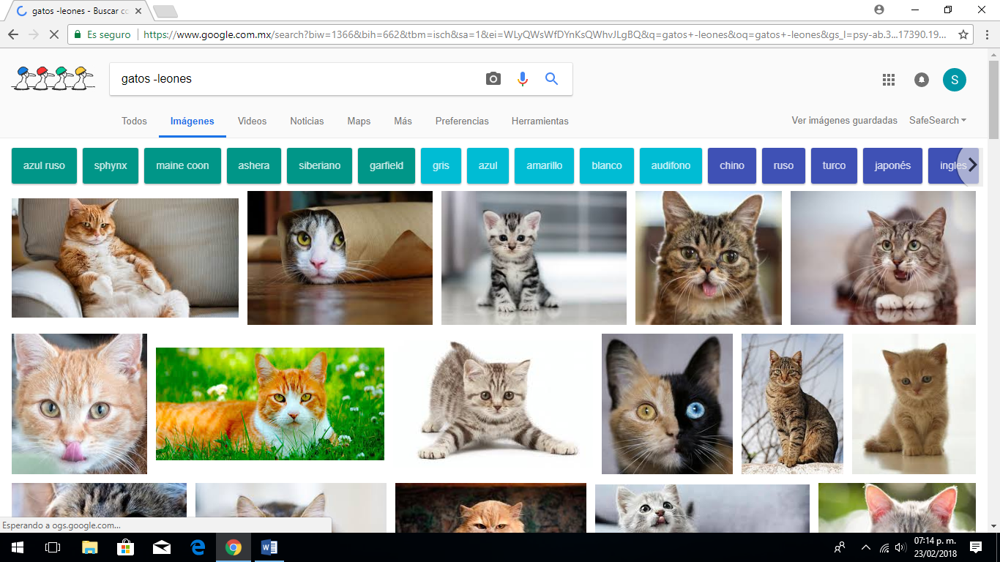 gatos -leones - Buscar co
Es seguro https://www.google.com.mx/search?biw=1366&bih=662&tbm=isch&sa=1&ei=WLyQWsWfDYnKsQWhvJLgBQ&q=gatos+-leones&oq=gatos+-leones&gs_l=psy-ab.3...17390.19...
gatos -leones
S
Todos Imágenes Videos Noticias Maps Más Preferencias Herramientas Ver imágenes guardadas SafeSearch
azul ruso sphynx maine coon ashera siberiano garfield gris azul amarillo blanco audifono chino ruso turco japonés ingles
Esperando a ogs.google.com...
07:14 p. m.
23/02/2018